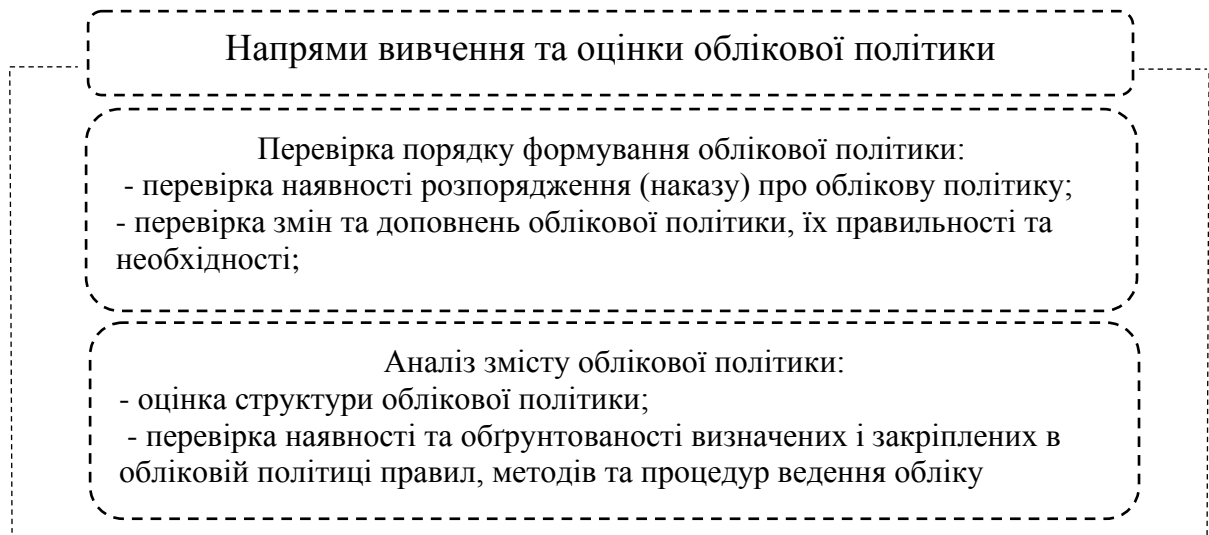 Напрями вивчення та оцінки облікової політики
Перевірка порядку формування облікової політики:
- перевірка наявності розпорядження (наказу) про облікову політику;
- перевірка змін та доповнень облікової політики, їх правильності та
необхідності;
Аналіз змісту облікової політики:
- оцінка структури облікової політики;
- перевірка наявності та обґрунтованості визначених і закріплених в
обліковій політиці правил, методів та процедур ведення обліку